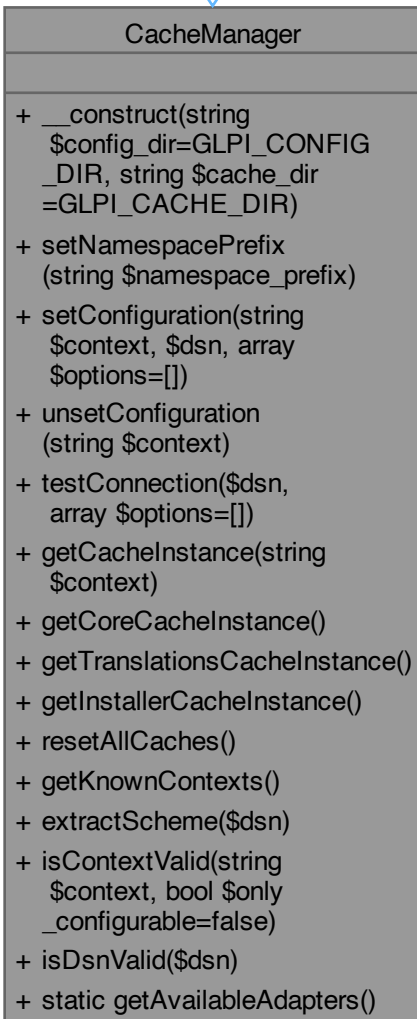 CacheManager
+ __construct(string
$config_dir=GLPI_CONFIG
_DIR, string $cache_dir
=GLPI_CACHE_DIR)
+ setNamespacePrefix
(string $namespace_prefix)
+ setConfiguration(string
$context, $dsn, array
$options=[])
+ unsetConfiguration
(string $context)
+ testConnection($dsn,
array $options=[])
+ getCacheInstance(string
$context)
+ getCoreCacheInstance()
+ getTranslationsCacheInstance()
+ getInstallerCacheInstance()
+ resetAllCaches()
+ getKnownContexts()
+ extractScheme($dsn)
+ isContextValid(string
$context, bool $only
_configurable=false)
+ isDsnValid($dsn)
+ static getAvailableAdapters()